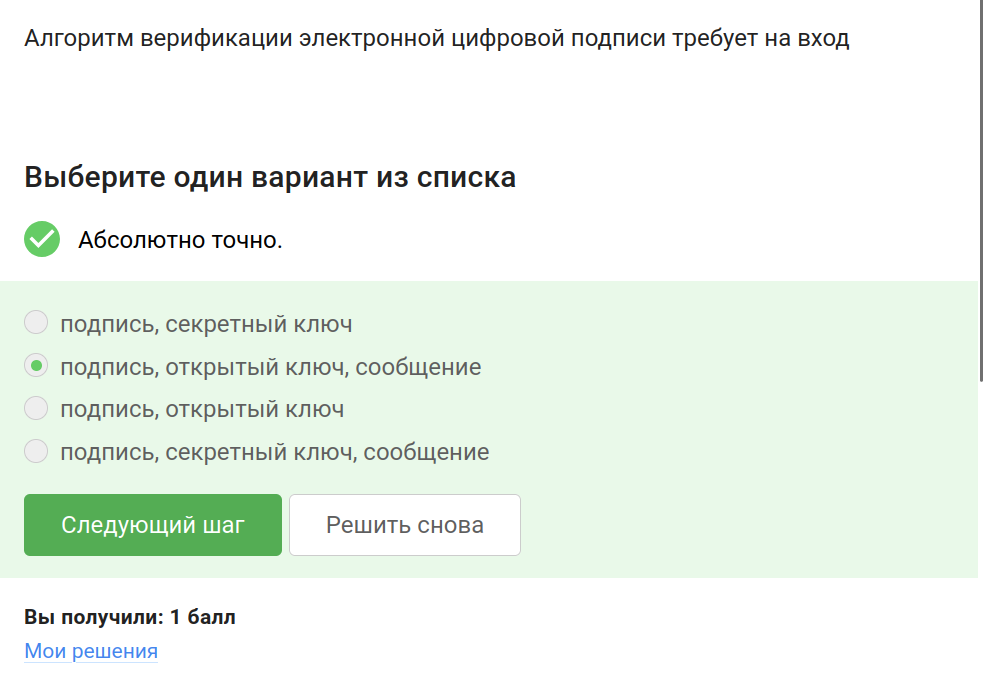 Алгоритм верификации электронной цифровой подписи требует на вход
Выберите один вариант из списка
Абсолютно точно.
подпись, секретный ключ
подпись, открытый ключ, сообщение
подпись, открытый ключ
подпись, секретный ключ, сообщение
Следующий шаг
Решить снова
Вы получили: 1 балл
Мои решения